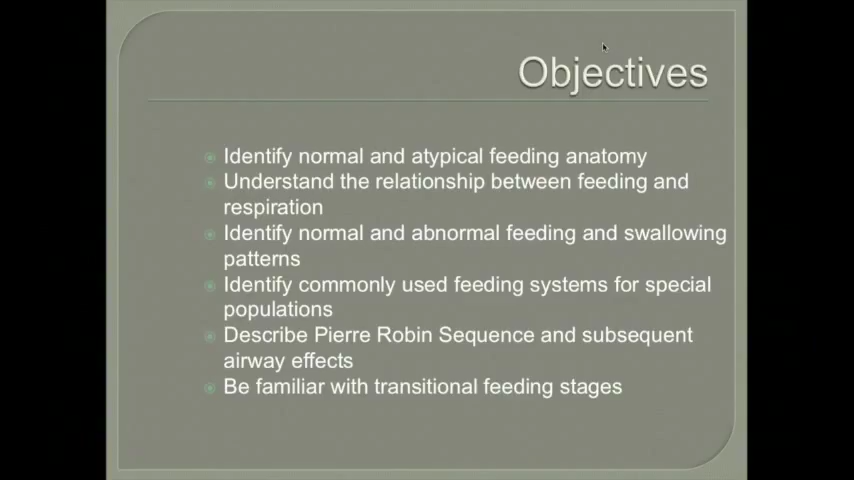 Objectives
Identify normal and atypical feeding anatomy
Understand the relationship between feeding and
respiration
Identify normal and abnormal feeding and swallowing
patterns
Identify commonly used feeding systems for special
populations
Describe Pierre Robin Sequence and subsequent
airway effects
Be familiar with transitional feeding stages